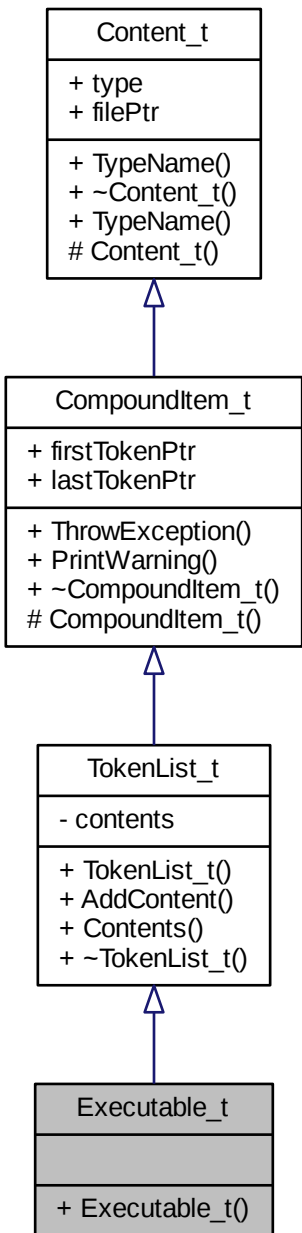 Content_t
+ type
+ filePtr
+ TypeName()
+ ~Content_t()
+ TypeName()
# Content_t()
CompoundItem_t
+ firstTokenPtr
+ lastTokenPtr
+ ThrowException()
+ PrintWarning()
+ ~CompoundItem_t()
# CompoundItem_t()
TokenList_t
- contents
+ TokenList_t()
+ AddContent()
+ Contents()
+ ~TokenList_t()
Executable_t
+ Executable_t()